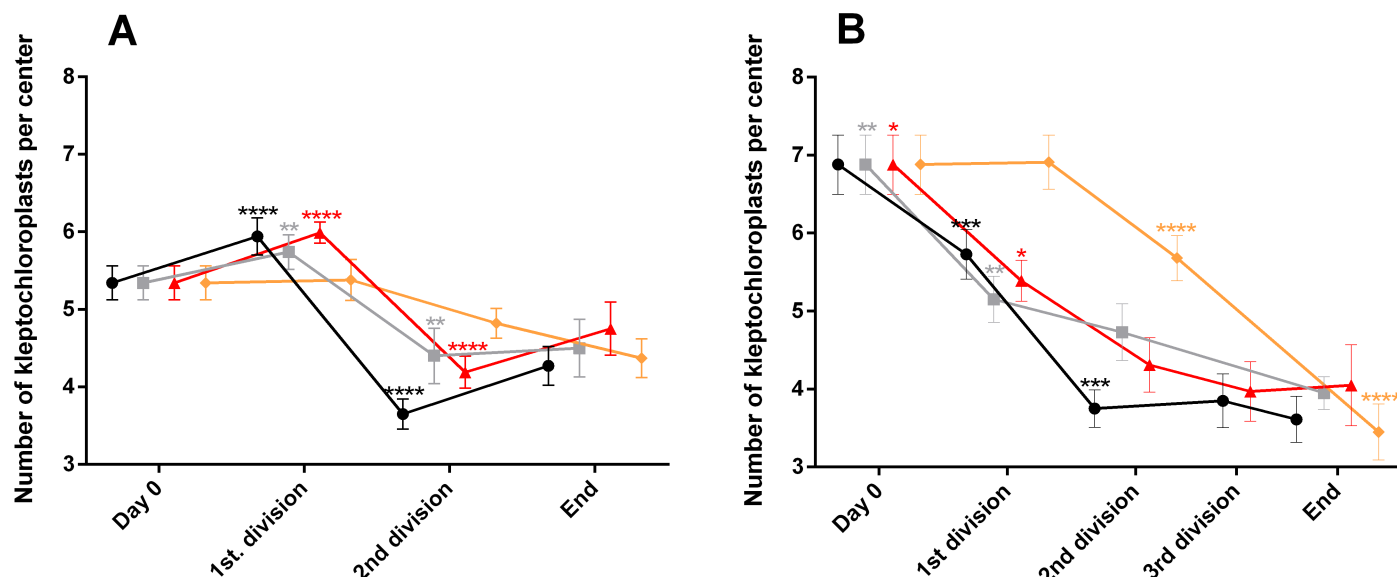 A
Number of kleptochloroplasts per center
8
7
6
5
4
3
****
**
****
****
**
****
Day 0
1st. division
2nd division
End
B
Number of kleptochloroplasts per center
8
7
6
5
4
3
**
*
***
**
*
***
****
****
Day 0
1st division
2nd division
3rd division
End